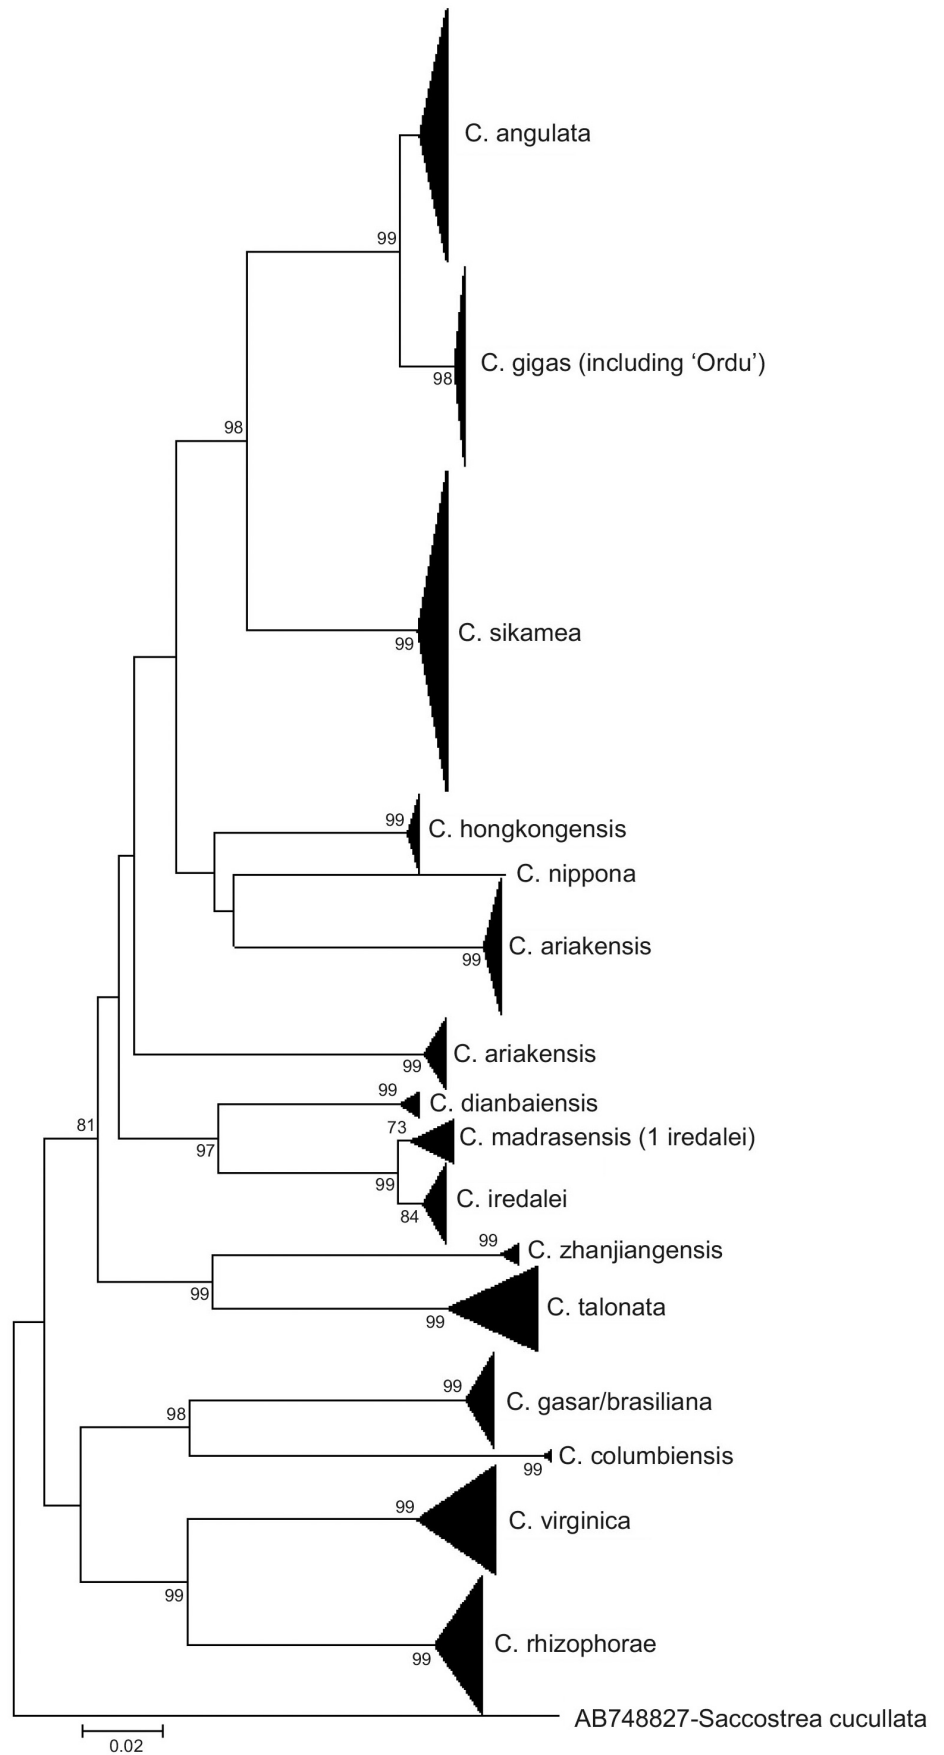 C. angulata
99
C. gigas (including ‘Ordu’)
98
98
C. sikamea
99
99
C. hongkongensis
C. nippona
C. ariakensis
99
C. ariakensis
99
99
C. dianbaiensis
73
81
C. madrasensis (1 iredalei)
97
99
C. iredalei
84
99
C. zhanjiangensis
99
C. talonata
99
99
C. gasar/brasiliana
98
C. columbiensis
99
99
C. virginica
99
C. rhizophorae
99
AB748827-Saccostrea cucullata
0.02